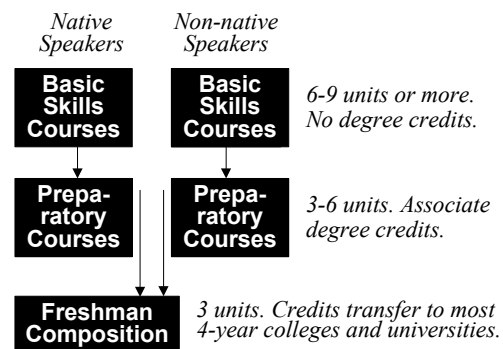 Native
Speakers
Non-native
Speakers
Basic
Skills
Courses
Basic
Skills
Courses
6-9 units or more.
No degree credits.
Prepa-
ratory
Courses
Prepa-
ratory
Courses
3-6 units. Associate
degree credits.
Freshman
Composition
3 units. Credits transfer to most
4-year colleges and universities.